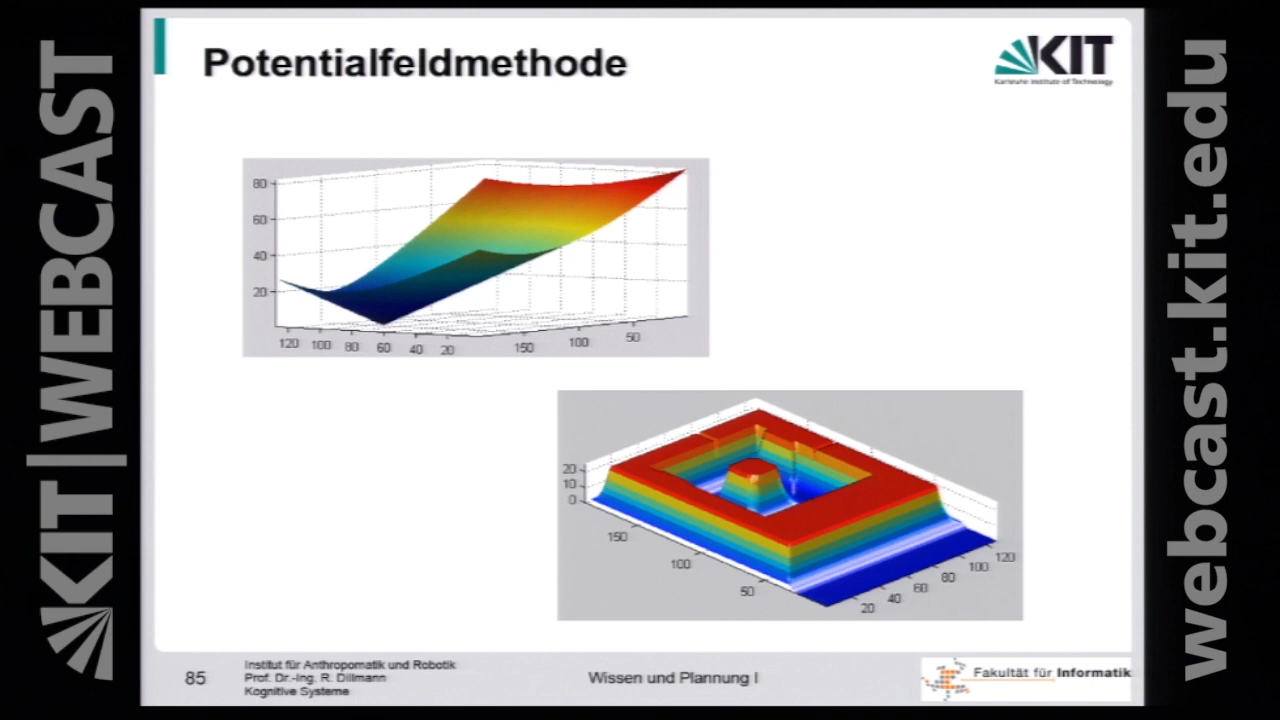 KIT|WEBCAST
Potentialfeldmethode
KIT
Karlsruhe Institute of Technology
80
60
40
20
120 100 80 60 40 20
150 100 50
20
10
0
150
100
50
20 40 60 80 100 120
85
Institut für Anthropomatik und Robotik
Prof. Dr.-Ing. R. Dillmann
Kognitive Systeme
Wissen und Plannung I
Fakultät für Informatik
webcast.kit.edu